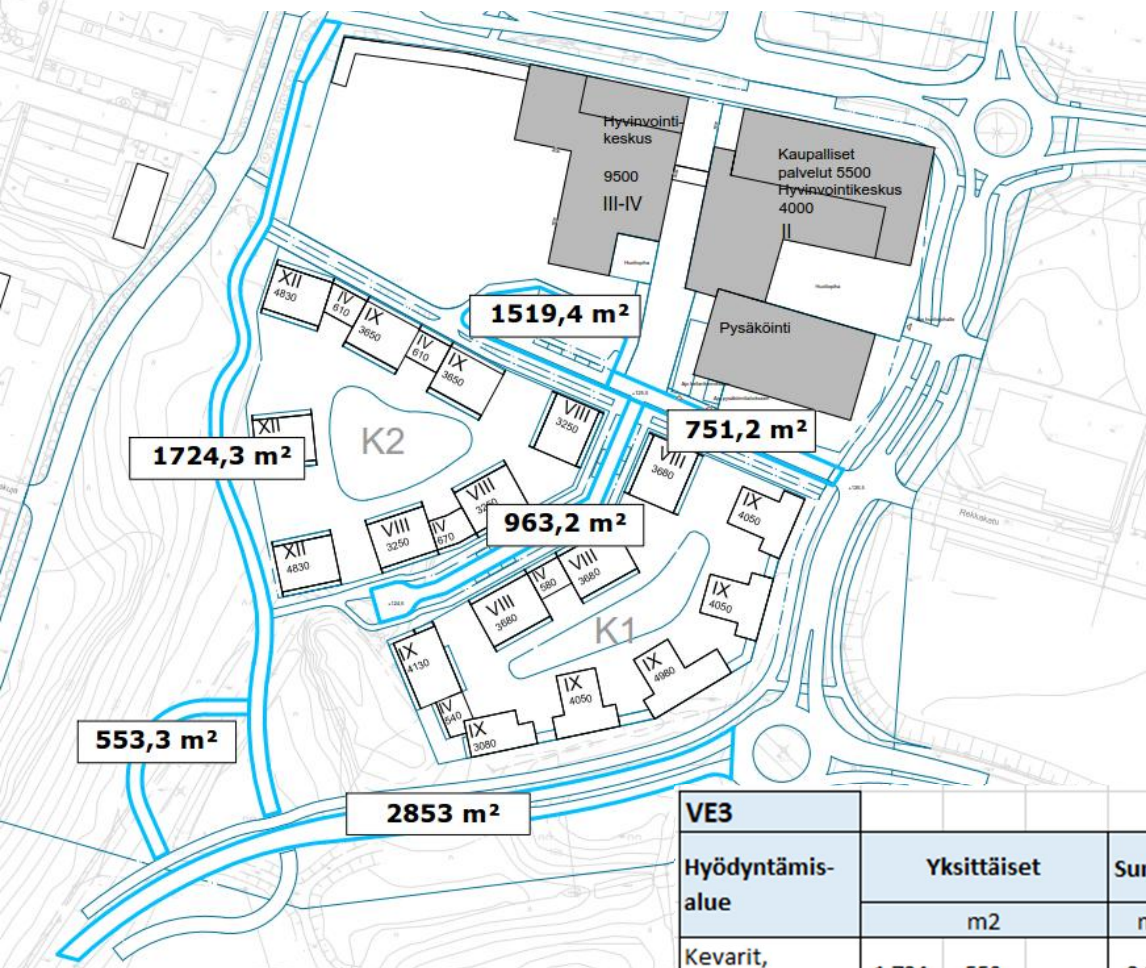 Hyvinvointi-
keskus
9500
III-IV
Kaupalliset
palvelut 5500
Hyvinvointikeskus
4000
II
Huoltopiha
Huoltopiha
Pysäköinti
XII
4830
IV
610
IX
3650
IV
610
IX
3650
1519,4 m²
VIII
3250
751,2 m²
VIII
3680
XII
K2
1724,3 m²
VIII
3250
IV
670
VIII
963,2 m²
XII
4830
IX
4050
Rekkakatu
IX
4050
VIII
3680
IV
580
VIII
3680
K1
IX
4130
IV
540
IX
3080
IX
4050
IX
4980
553,3 m²
2853 m²
VE3
Hyödyntämis-
alue
Yksittäiset
m2
Kevarit,